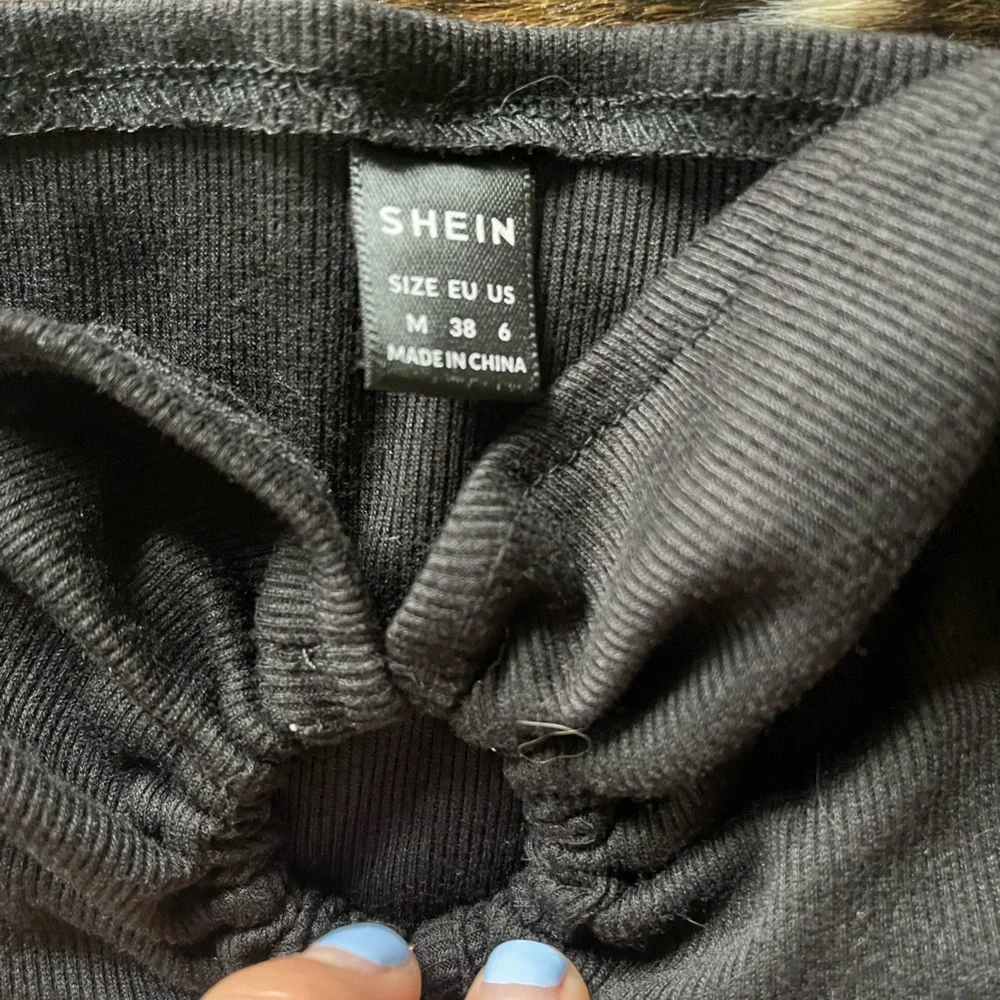 SHEIN
SIZE EU US
M 38 6
MADE IN CHINA